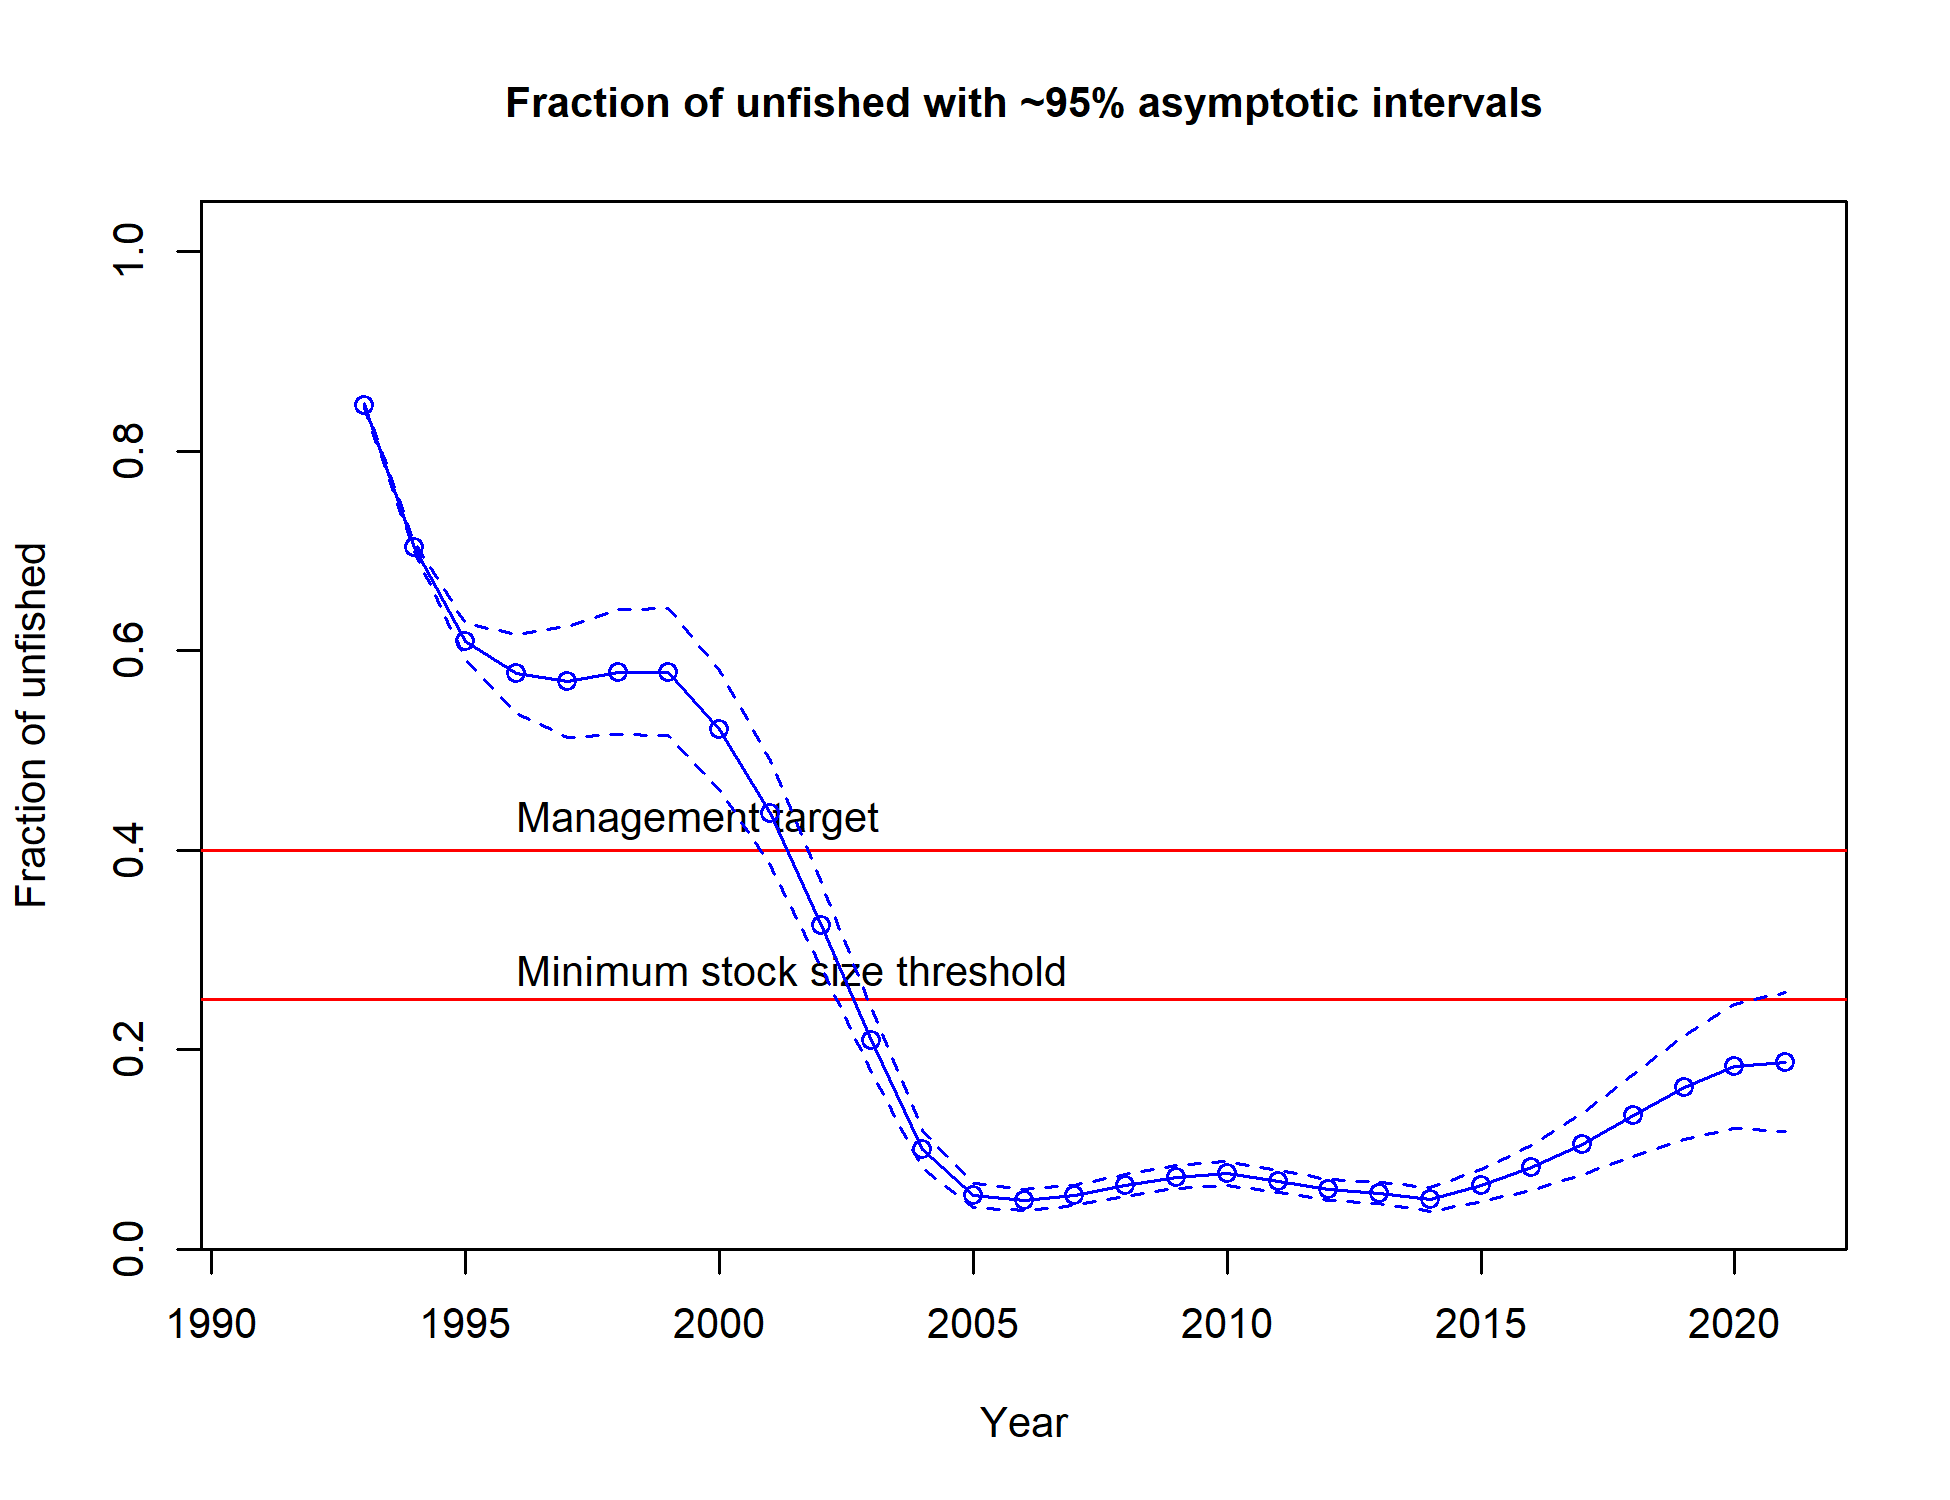 Fraction of unfished with ~95% asymptotic intervals
Fraction of unfished
1.0
0.8
0.6
0.4
0.2
0.0
Management target
Minimum stock size threshold
1990 1995 2000 2005 2010 2015 2020
Year